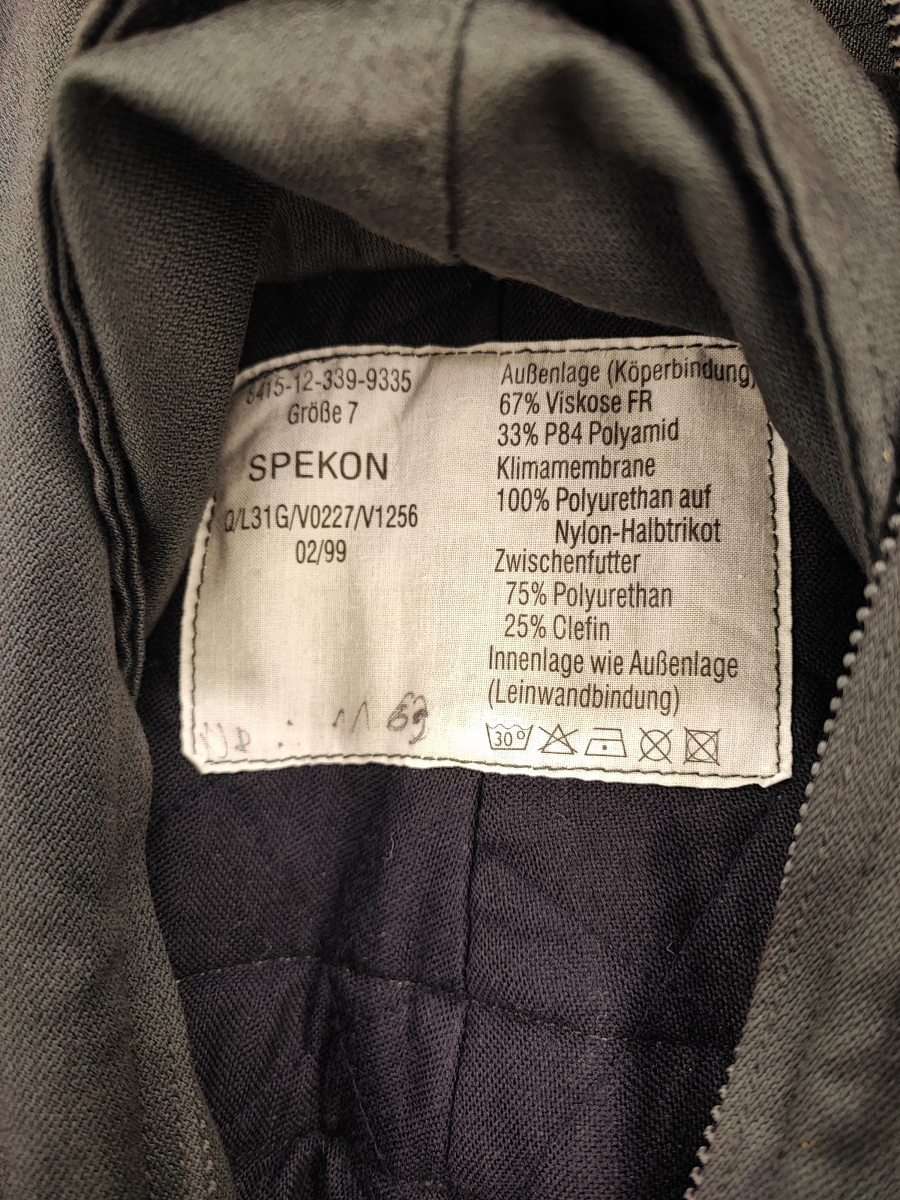 8415-12-339-9335
Größe 7
SPEKON
Q/L31G/V0227/V1256
02/99
Außenlage (Köperbindung)
67% Viskose FR
33% P84 Polyamid
Klimamembrane
100% Polyurethan auf
Nylon-Halbtrikot
Zwischenfutter
75% Polyurethan
25% Clefin
Innenlage wie Außenlage
(Leinwandbindung)
30°